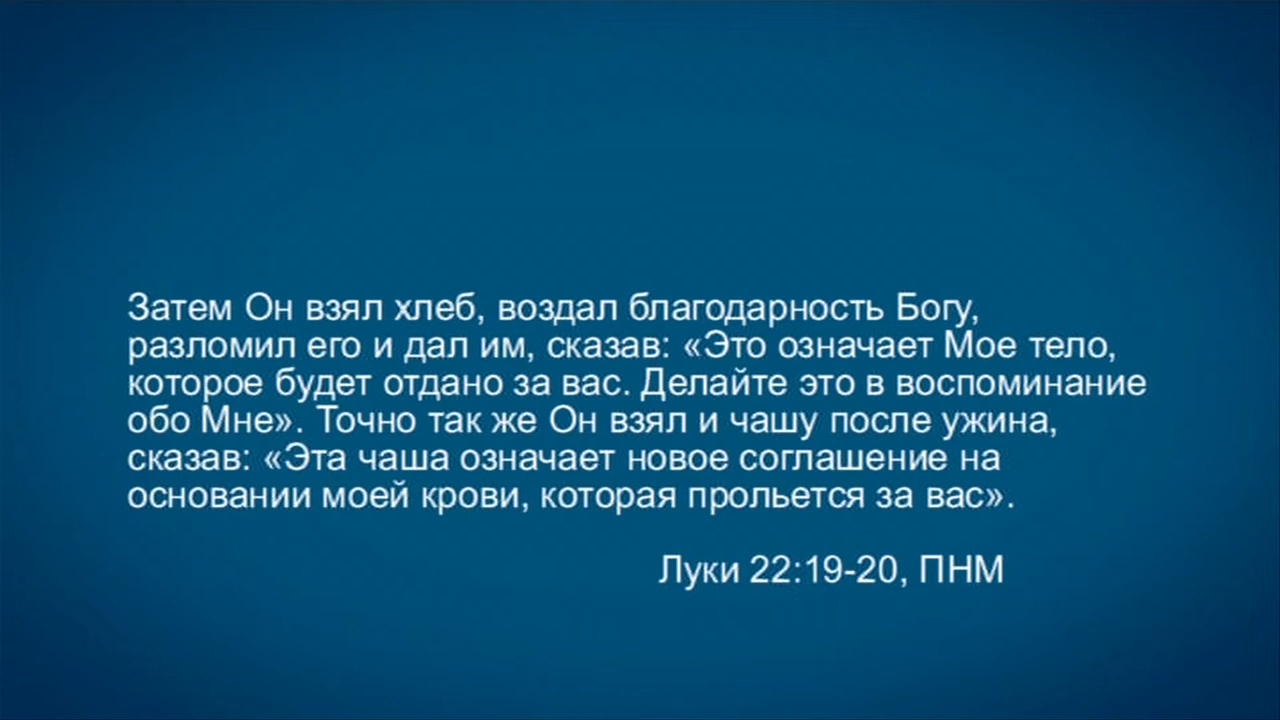 Затем Он взял хлеб, воздал благодарность Богу,
разломил его и дал им, сказав: «Это означает Мое тело,
которое будет отдано за вас. Делайте это в воспоминание
обо Мне». Точно так же Он взял и чашу после ужина,
сказав: «Эта чаша означает новое соглашение на
основании моей крови, которая прольется за вас».
Луки 22:19-20, ПНМ